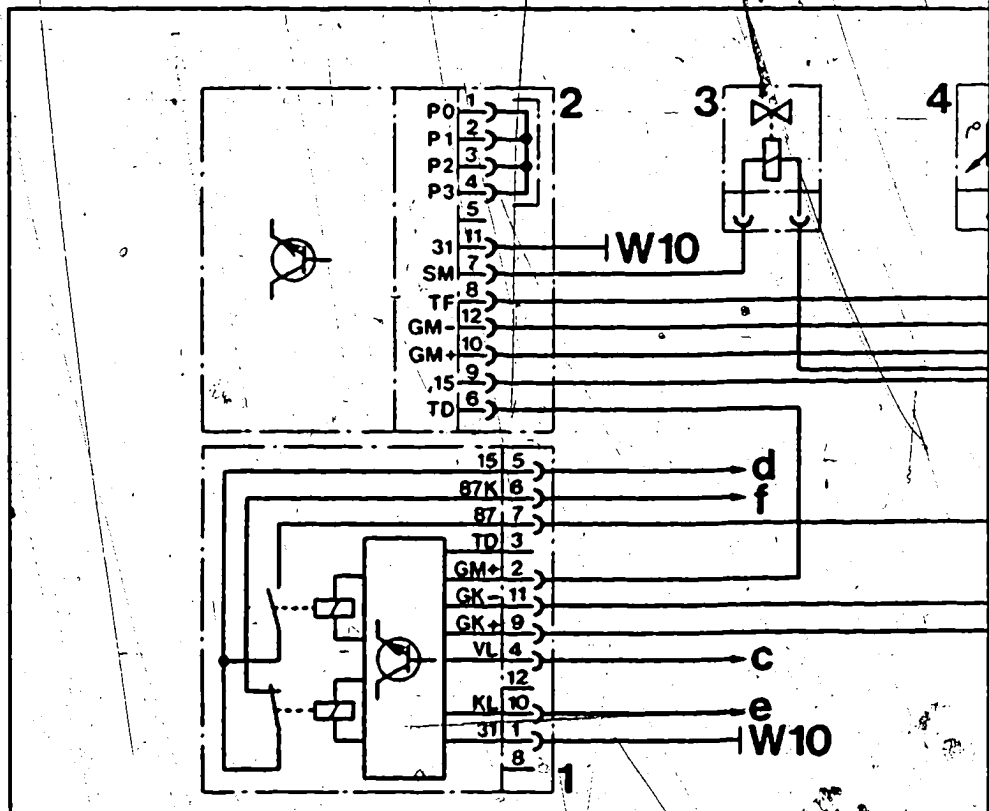 2
3
4
P0 1
P1 2
P2 3
P3 4
5
31 11
W10
SM 7
TF 8
GM- 12
GM+ 10
15 9
TD 6
15 5
d
87K 6
f
87 7
TD 3
GM+ 2
GK- 11
GK+ 9
VL 4
c
12
KL 10
e
31 1
W10
8
1